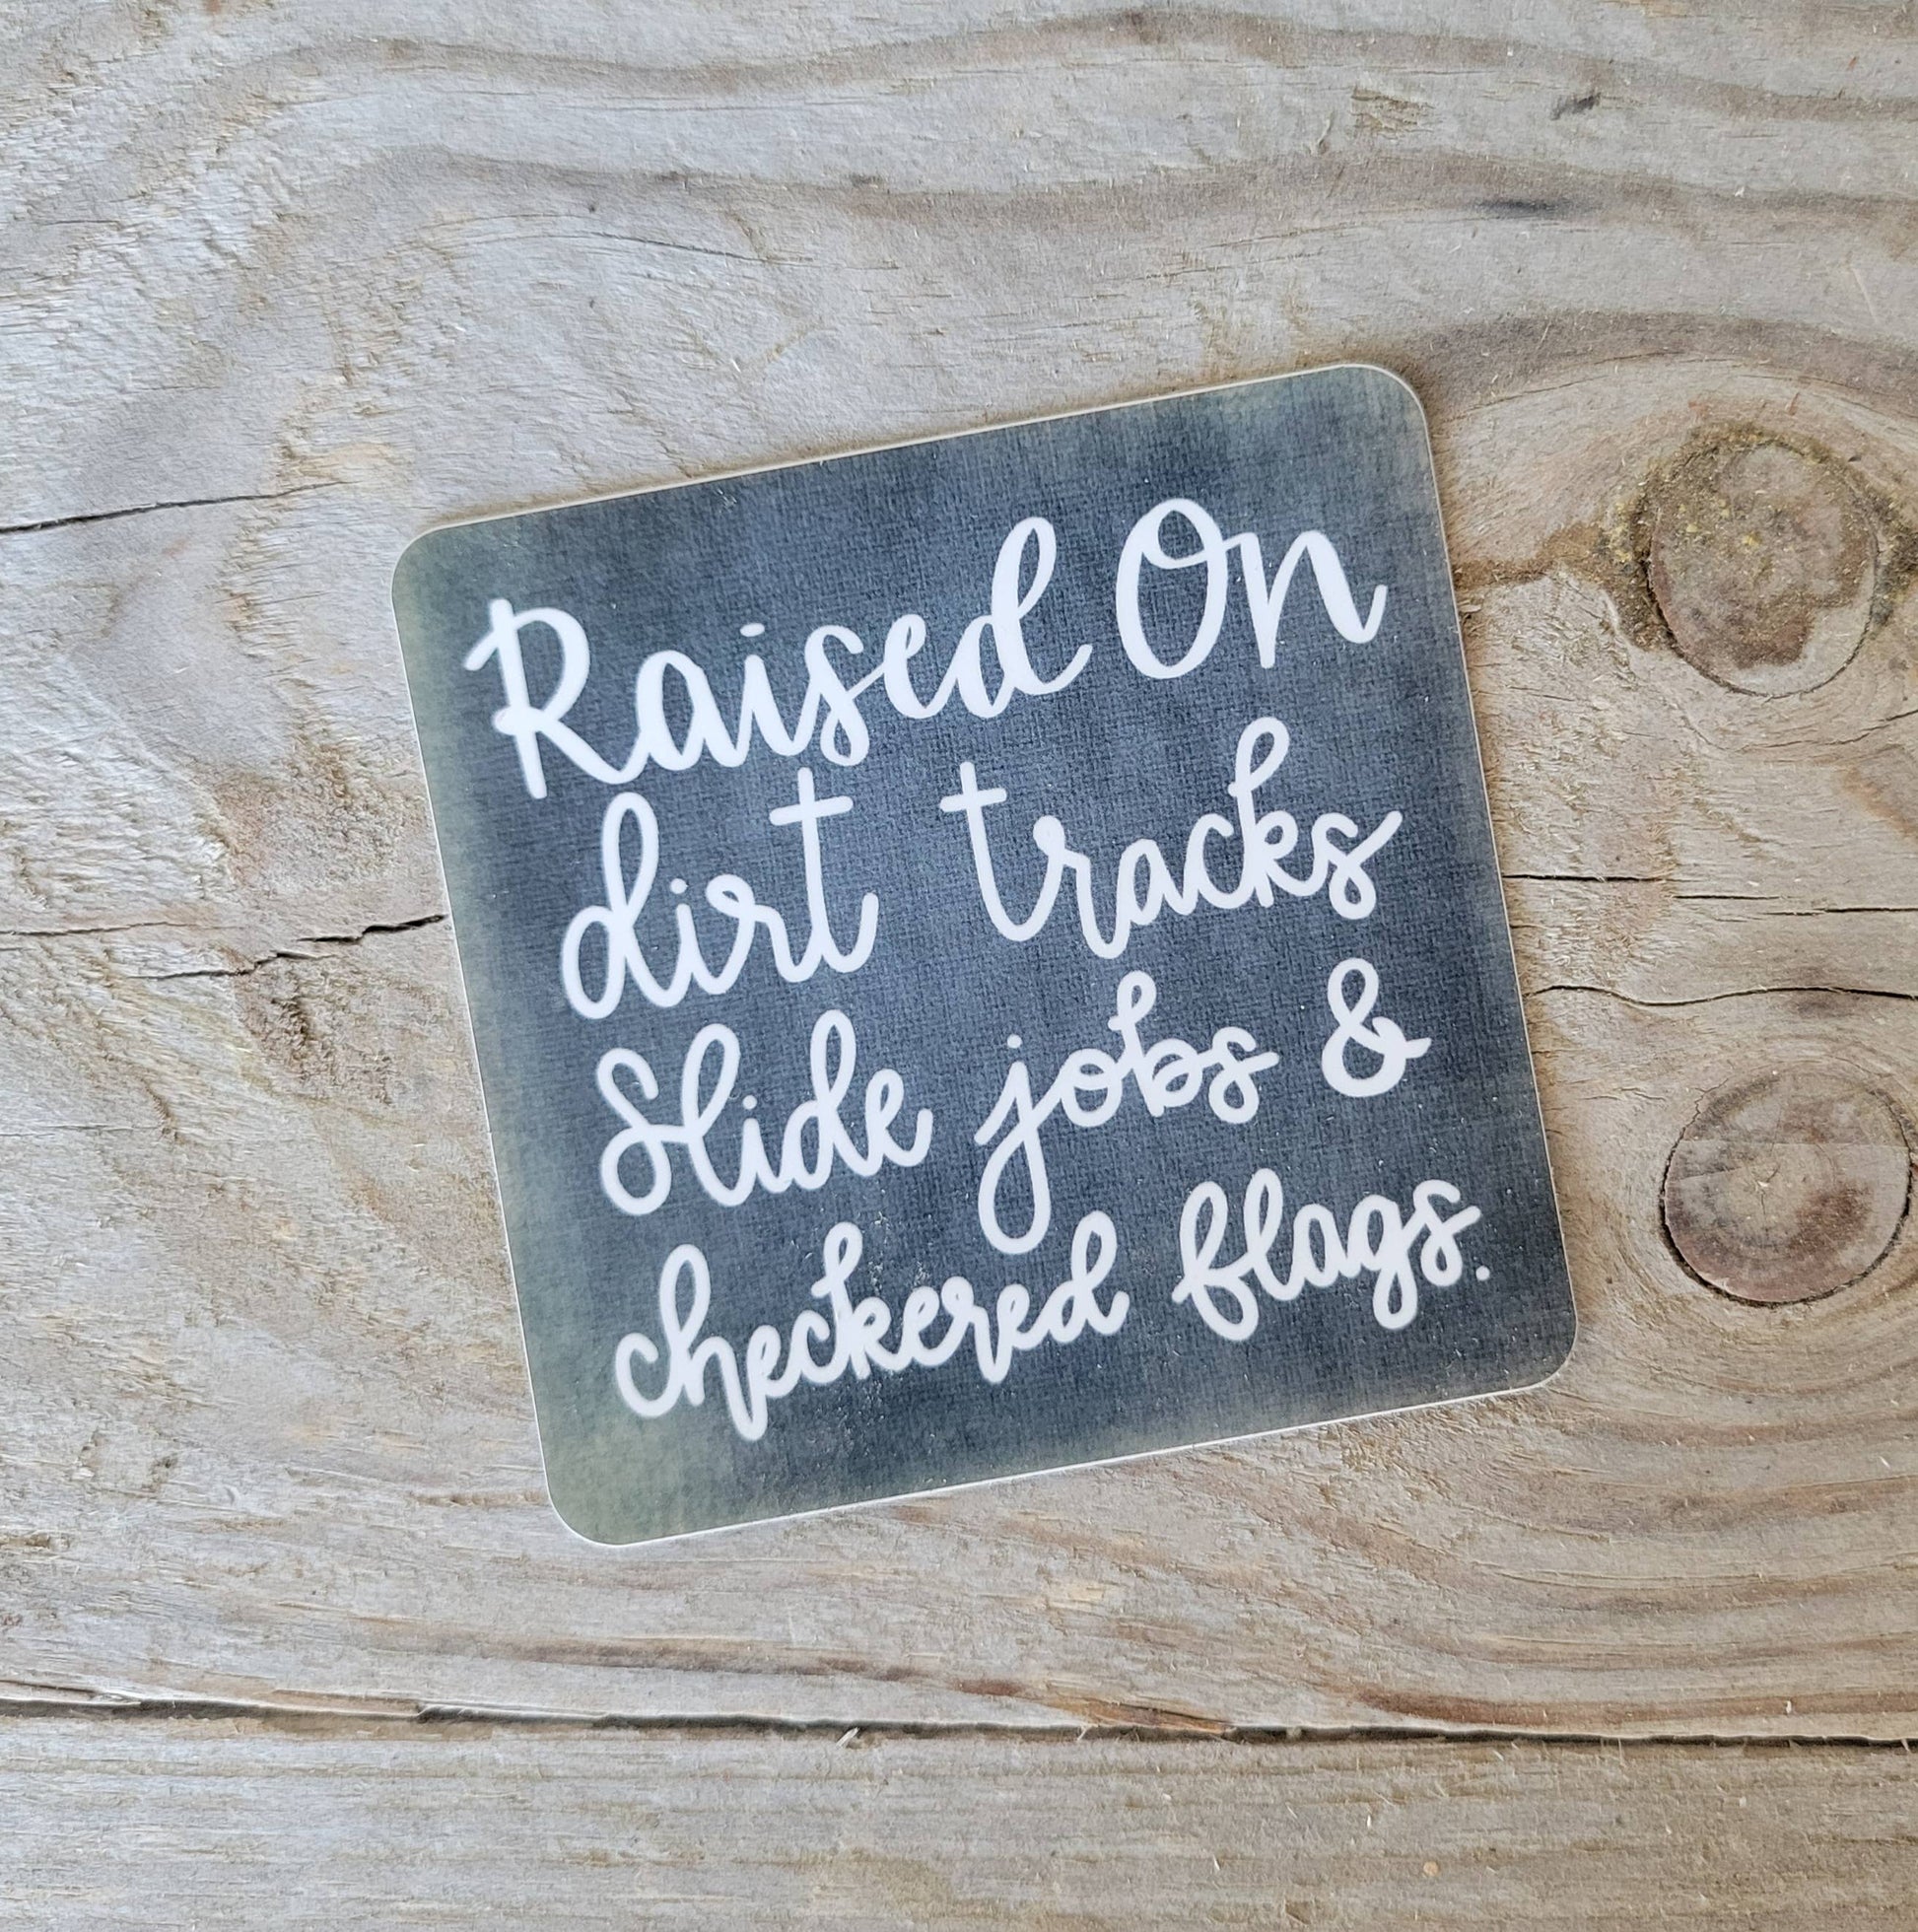 Raised On
dirt tracks
Slide jobs &
checkered flags.